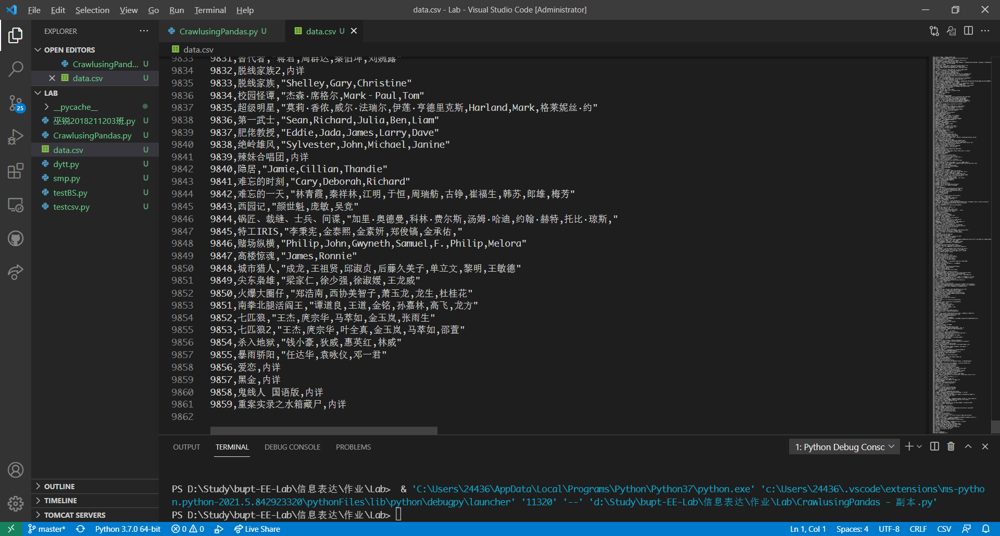 File Edit Selection View Go Run Terminal Help
data.csv - Lab - Visual Studio Code [Administrator]
EXPLORER
OPEN EDITORS
CrawlusingPand... U
data.csv U
LAB
__pycache__
巫锐2018211203班.py U
CrawlusingPandas.py U
data.csv U
dytt.py U
smp.py U
testBS.py U
testcsv.py U
OUTLINE
TIMELINE
TOMCAT SERVERS
25
CrawlusingPandas.py U
data.csv U
data.csv
9833 9831,替代者,"蒋君,周群达,秦伯坤,刘婉露"
9834 9832,脱线家族2,内详
9835 9833,脱线家族,"Shelley,Gary,Christine"
9836 9834,校园怪谭,"杰森·席格尔,Mark‐Paul,Tom"
9837 9835,超级明星,"莫莉·香侬,威尔·法瑞尔,伊莲·亨德里克斯,Harland,Mark,格莱妮丝·约"
9838 9836,第一武士,"Sean,Richard,Julia,Ben,Liam"
9839 9837,肥佬教授,"Eddie,Jada,James,Larry,Dave"
9840 9838,绝岭雄风,"Sylvester,John,Michael,Janine"
9841 9839,辣妹合唱团,内详
9842 9840,隐居,"Jamie,Cillian,Thandie"
9843 9841,难忘的时刻,"Cary,Deborah,Richard"
9844 9842,难忘的一天,"林青霞,秦祥林,江明,于恒,周瑞舫,古铮,崔福生,韩苏,郎雄,梅芳"
9845 9843,西园记,"颜世魁,庞敏,吴竞"
9846 9844,锅匠、裁缝、士兵、间谍,"加里·奥德曼,科林·费尔斯,汤姆·哈迪,约翰·赫特,托比·琼斯,"
9847 9845,特工IRIS,"李秉宪,金泰熙,金素妍,郑俊镐,金承佑,"
9848 9846,赌场纵横,"Philip,John,Gwyneth,Samuel,F.,Philip,Melora"
9849 9847,高楼惊魂,"James,Ronnie"
9850 9848,城市猎人,"成龙,王祖贤,邱淑贞,后藤久美子,单立文,黎明,王敏德"
9851 9849,尖东枭雄,"梁家仁,徐少强,徐淑媛,王龙威"
9852 9850,火爆大圈仔,"郑浩南,西协美智子,萧玉龙,龙生,杜桂花"
9853 9851,南拳北腿活阎王,"谭道良,王道,金铭,孙嘉林,高飞,龙方"
9854 9852,七匹狼,"王杰,庹宗华,马萃如,金玉岚,张雨生"
9855 9853,七匹狼2,"王杰,庹宗华,叶全真,金玉岚,马萃如,邵萱"
9856 9854,杀入地狱,"钱小豪,狄威,惠英红,林威"
9857 9855,暴雨骄阳,"任达华,袁咏仪,邓一君"
9858 9856,爱恋,内详
9859 9857,黑金,内详
9860 9858,鬼线人 国语版,内详
9861 9859,重案实录之水箱藏尸,内详
9862
OUTPUT TERMINAL DEBUG CONSOLE PROBLEMS
1: Python Debug Consc
PS D:\Study\bupt-EE-Lab\信息表达\作业\Lab> & 'C:\Users\24436\AppData\Local\Programs\Python\Python37\python.exe' 'c:\Users\24436\.vscode\extensions\ms-pytho
n.python-2021.5.842923320\pythonFiles\lib\python\debugpy\launcher' '11320' '--' 'd:\Study\bupt-EE-Lab\信息表达\作业\Lab\CrawlusingPandas - 副本.py'
PS D:\Study\bupt-EE-Lab\信息表达\作业\Lab>
master* Python 3.7.0 64-bit 0 0 Live Share Ln 1, Col 1 Spaces: 4 UTF-8 CRLF CSV